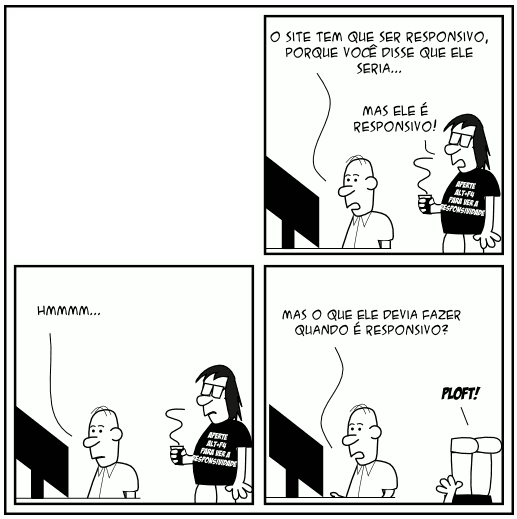 O SITE TEM QUE SER RESPONSIVO,
PORQUE VOCÊ DISSE QUE ELE
SERIA...
MAS ELE É
RESPONSIVO!
APERTE
ALT+F4
PARA VER A
RESPONSIVIDADE
HMMMM...
APERTE
ALT+F4
PARA VER A
RESPONSIVIDADE
MAS O QUE ELE DEVIA FAZER
QUANDO É RESPONSIVO?
PLOFT!